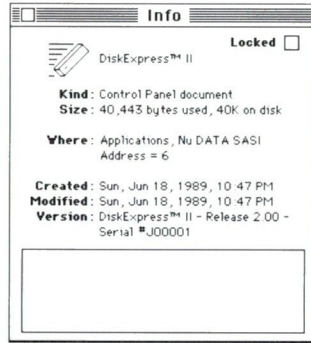 Info
Locked
DiskExpress™ II
Kind: Control Panel document
Size: 40,443 bytes used, 40K on disk
Where: Applications, Nu DATA SASI
Address = 6
Created: Sun, Jun 18, 1989, 10:47 PM
Modified: Sun, Jun 18, 1989, 10:47 PM
Version: DiskExpress™ II - Release 2.00 -
Serial #J00001